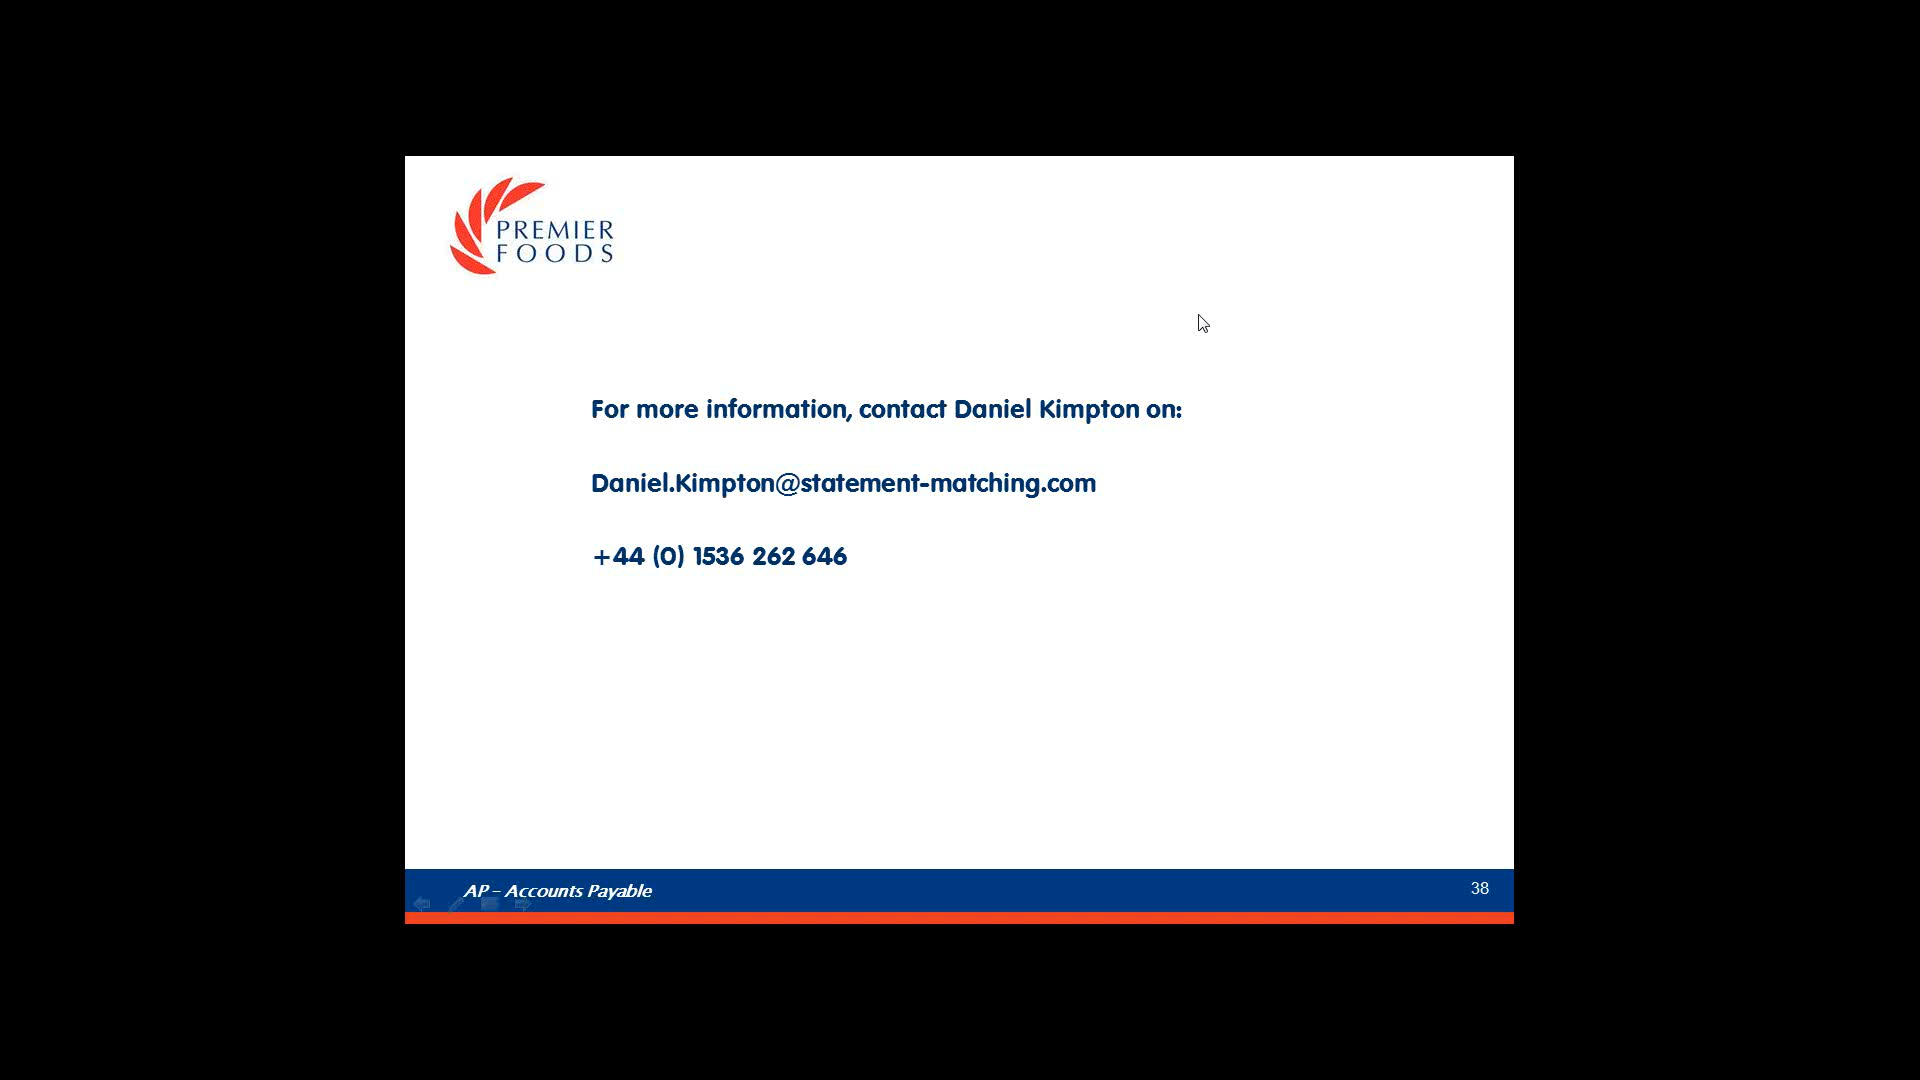 PREMIER
FOODS
For more information, contact Daniel Kimpton on:
Daniel.Kimpton@statement-matching.com
+44 (0) 1536 262 646
AP – Accounts Payable
38